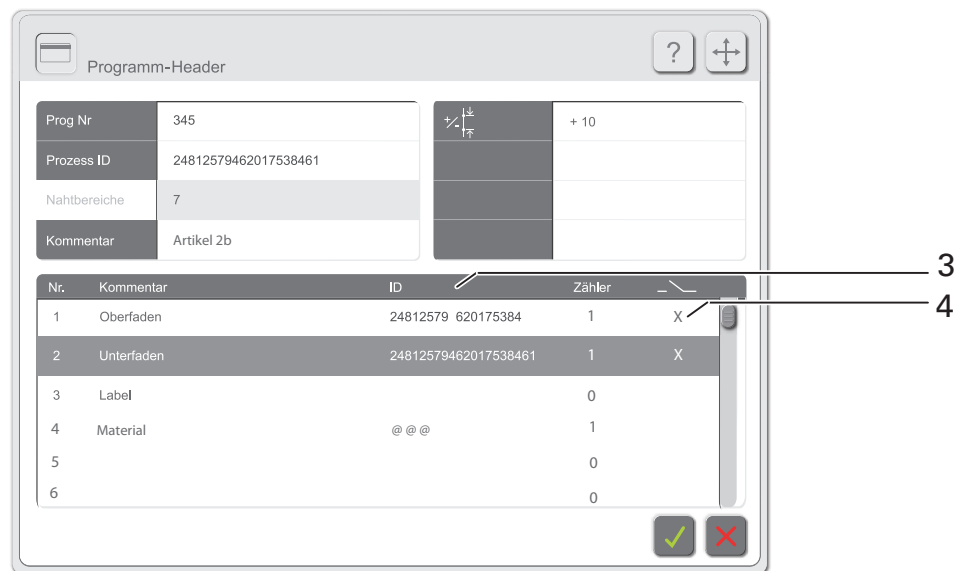 Programm-Header
?
Prog Nr 345
Prozess ID 24812579462017538461
Nahtbereiche 7
Kommentar Artikel 2b
+/- + 10
Nr. Kommentar ID Zähler
1 Oberfaden 24812579 620175384 1 X
2 Unterfaden 24812579462017538461 1 X
3 Label 0
4 Material @ @ @ 1
5 0
6 0
3
4